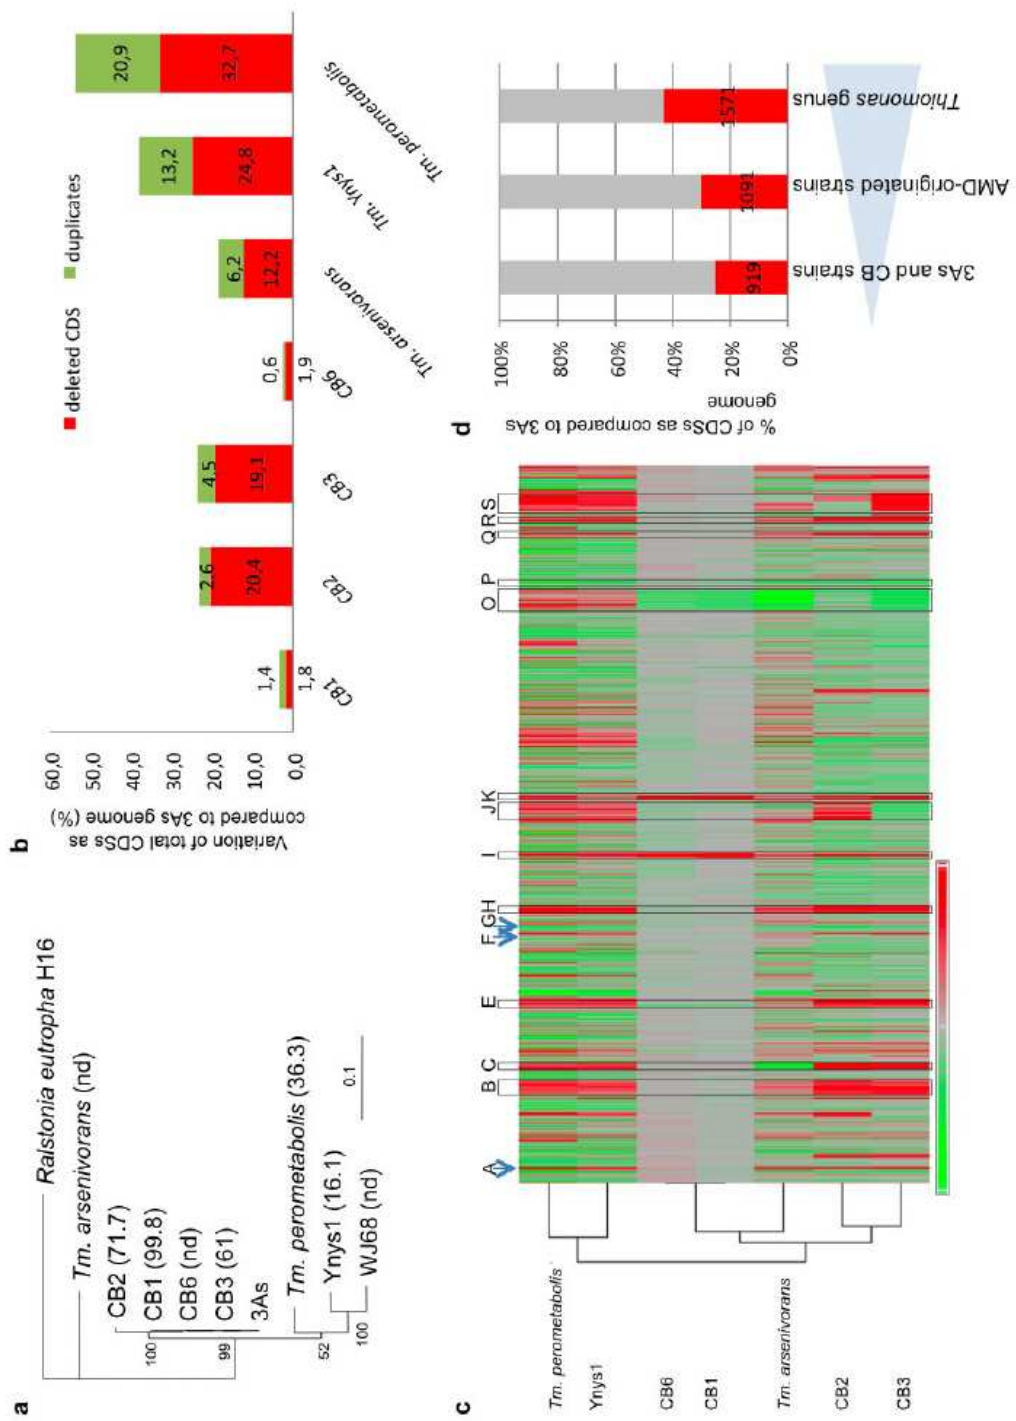 a
Ralstonia eutropha H16
Tm. arsenivorans (nd)
CB2 (71.7)
CB1 (99.8)
CB6 (nd)
CB3 (61)
3As
Tm. perometabolis (36.3)
Ynys1 (16.1)
WJ68 (nd)
100
99
52
100
0.1
b
Variation of total CDSs as
compared to 3As genome (%)
60,0
50,0
40,0
30,0
20,0
10,0
0,0
deleted CDS
duplicates
1,4
1,8
2,6
20,4
4,5
19,1
0,6
1,9
6,2
12,2
13,2
24,8
20,9
32,7
CB1
CB2
CB3
CB6
Tm. arsenivarans
Tm. Ynys1
Tm. perometabolis
c
A
B
C
E
F
G
H
I
J
K
O
P
Q
R
S
Tm. perometabolis
Ynys1
CB6
CB1
Tm. arsenivorans
CB2
CB3
d
% of CDSs as compared to 3As
genome
100%
80%
60%
40%
20%
0%
919
1091
1571
3As and CB strains
AMD-originated strains
Thiomonas genus